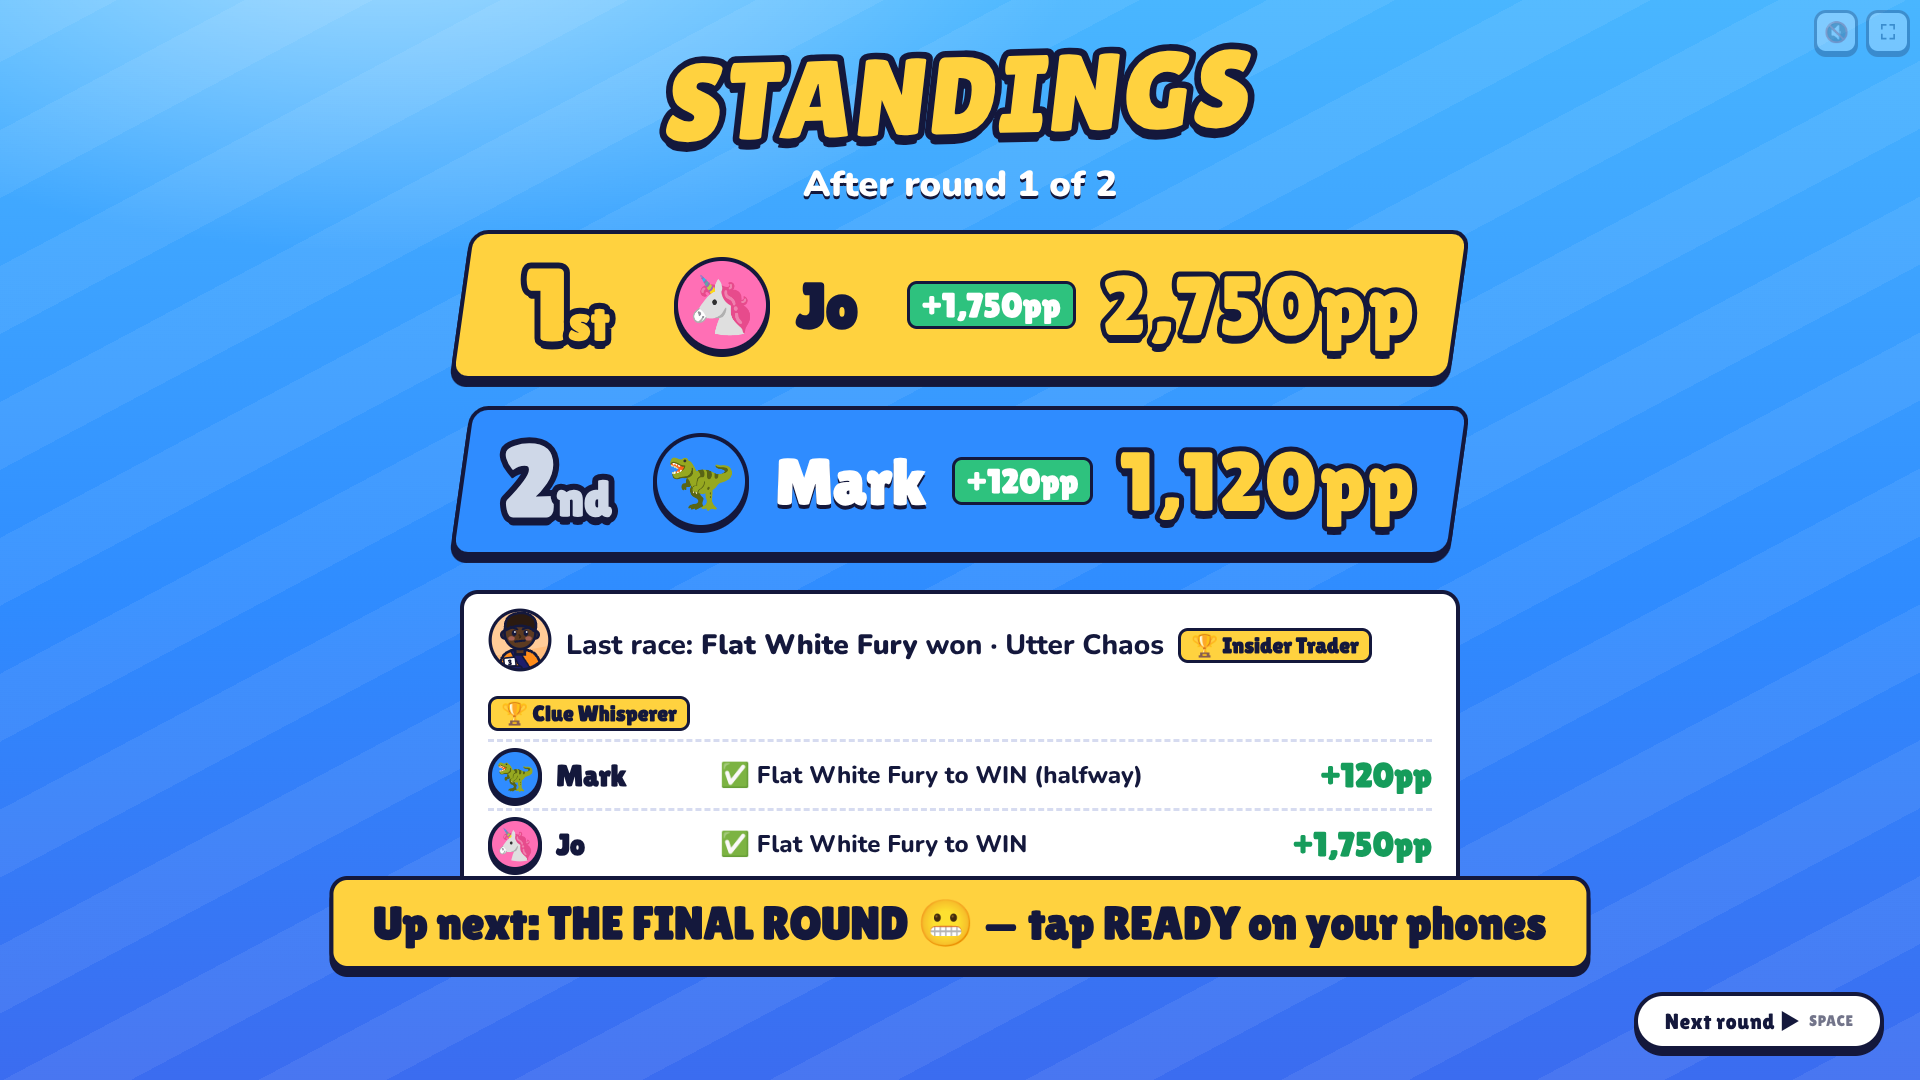 STANDINGS
After round 1 of 2
1st Jo +1,750pp 2,750pp
2nd Mark +120pp 1,120pp
Last race: Flat White Fury won · Utter Chaos 🏆 Insider Trader
🏆 Clue Whisperer
Mark ✅ Flat White Fury to WIN (halfway) +120pp
Jo ✅ Flat White Fury to WIN +1,750pp
Up next: THE FINAL ROUND 😬 – tap READY on your phones
Next round ▶ SPACE